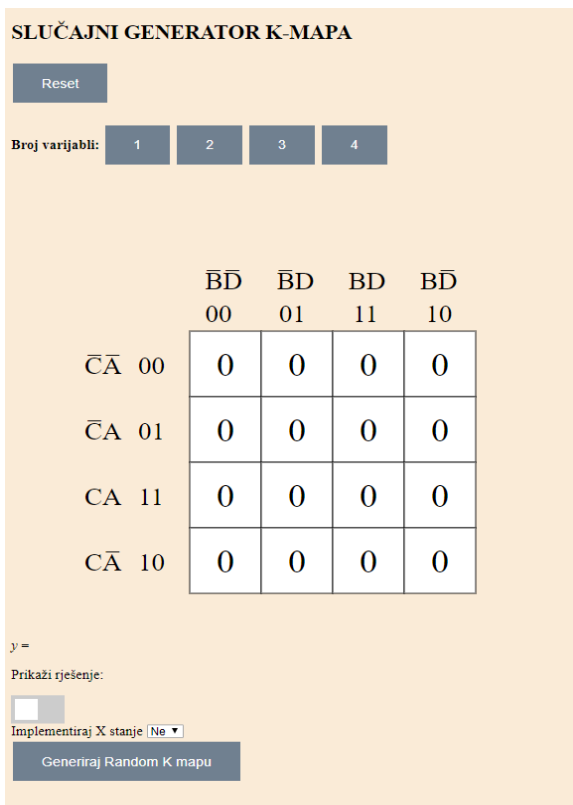 SLUČAJNI GENERATOR K-MAPA
Reset
Broj varijabli: 1 2 3 4
B̅D̅ B̅D BD BD̅
00 01 11 10
C̅A̅ 00 0 0 0 0
C̅A 01 0 0 0 0
CA 11 0 0 0 0
CA̅ 10 0 0 0 0
y =
Prikaži rješenje:
Implementiraj X stanje Ne ▼
Generiraj Random K mapu